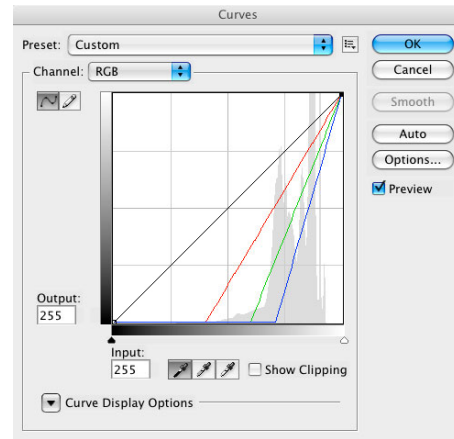 Curves
Preset: Custom
OK
Channel: RGB
Cancel
Smooth
Auto
Options...
Preview
Output:
255
Input:
255
Show Clipping
Curve Display Options